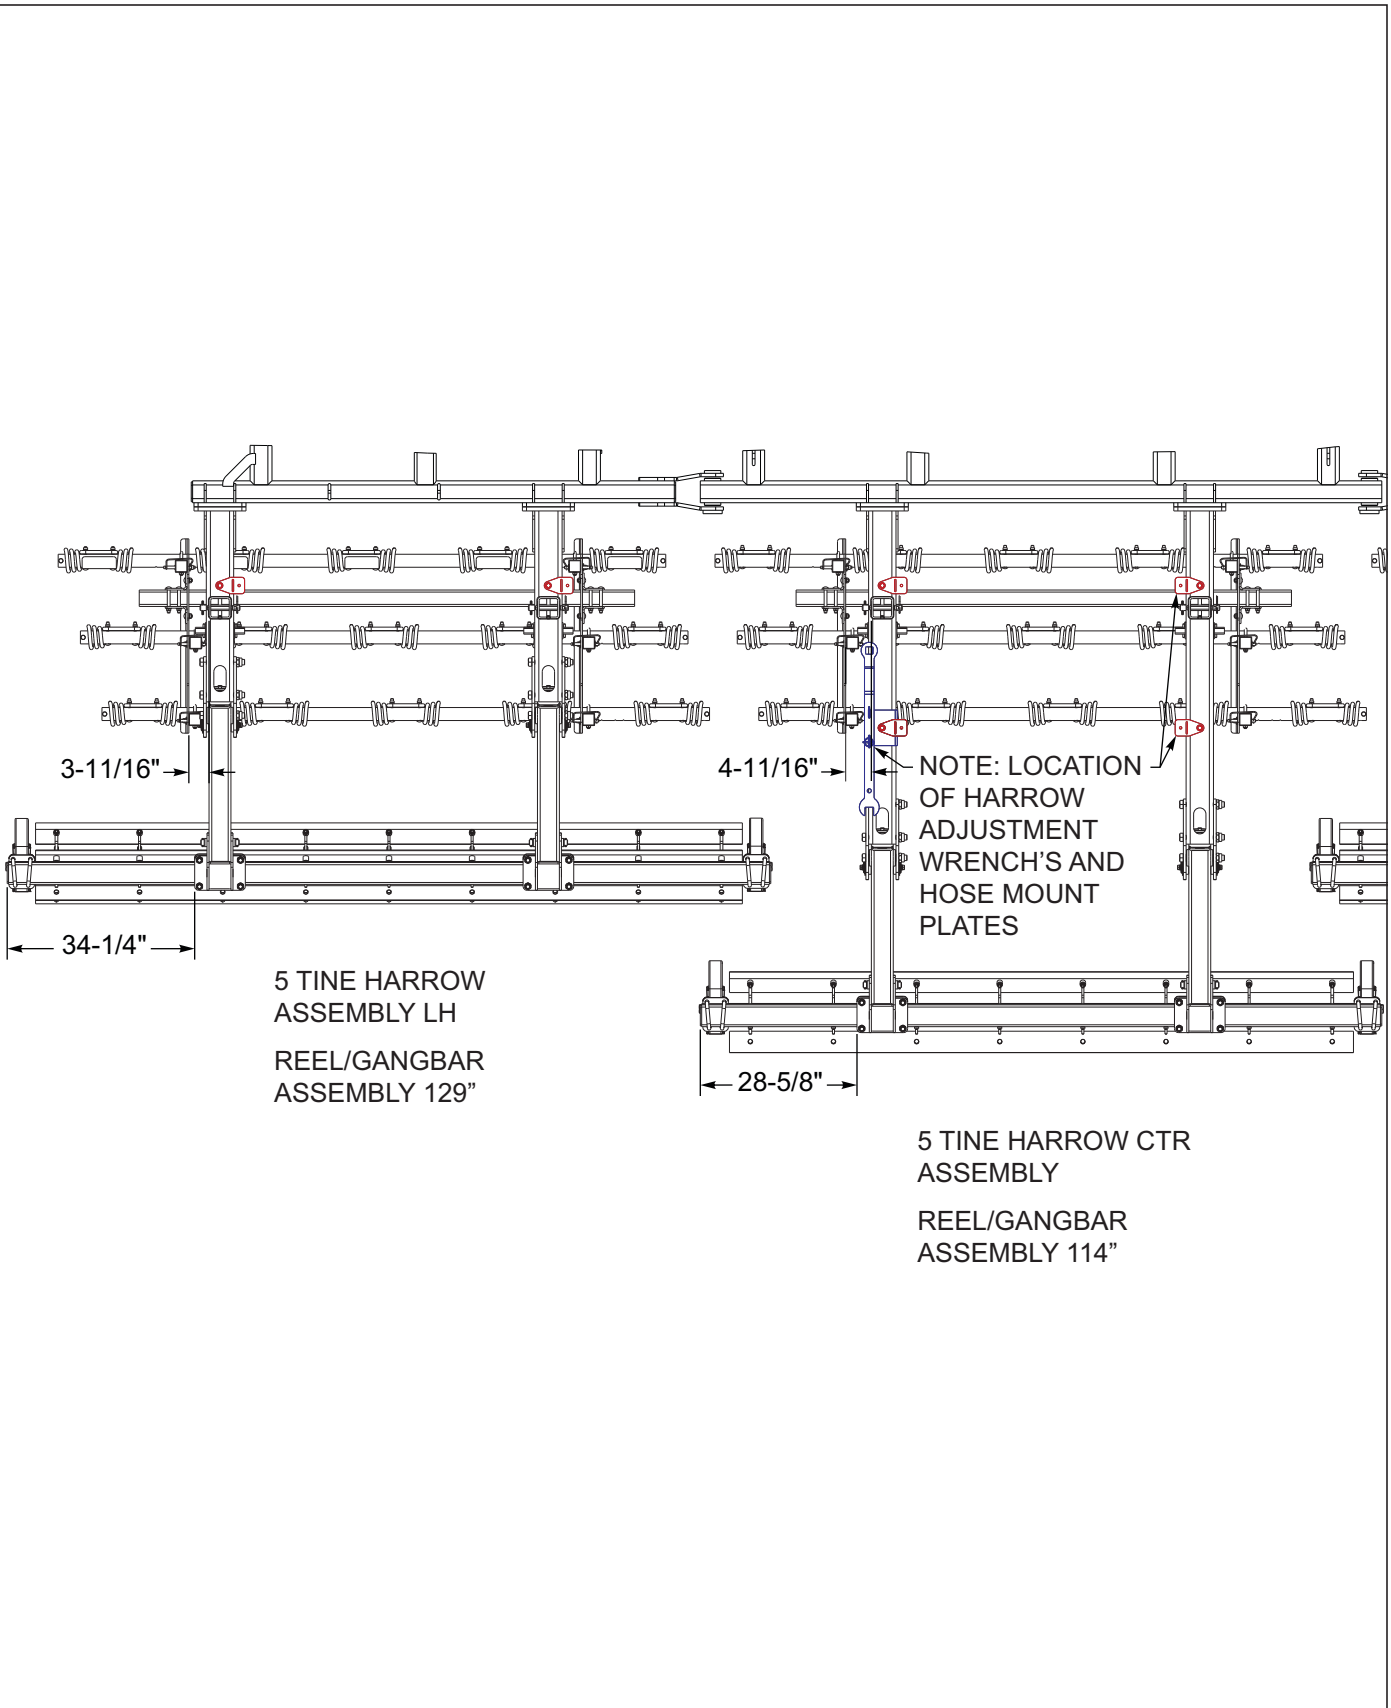 3-11/16"
4-11/16"
NOTE: LOCATION
OF HARROW
ADJUSTMENT
WRENCH'S AND
HOSE MOUNT
PLATES
34-1/4"
5 TINE HARROW
ASSEMBLY LH
REEL/GANGBAR
ASSEMBLY 129”
28-5/8"
5 TINE HARROW CTR
ASSEMBLY
REEL/GANGBAR
ASSEMBLY 114”